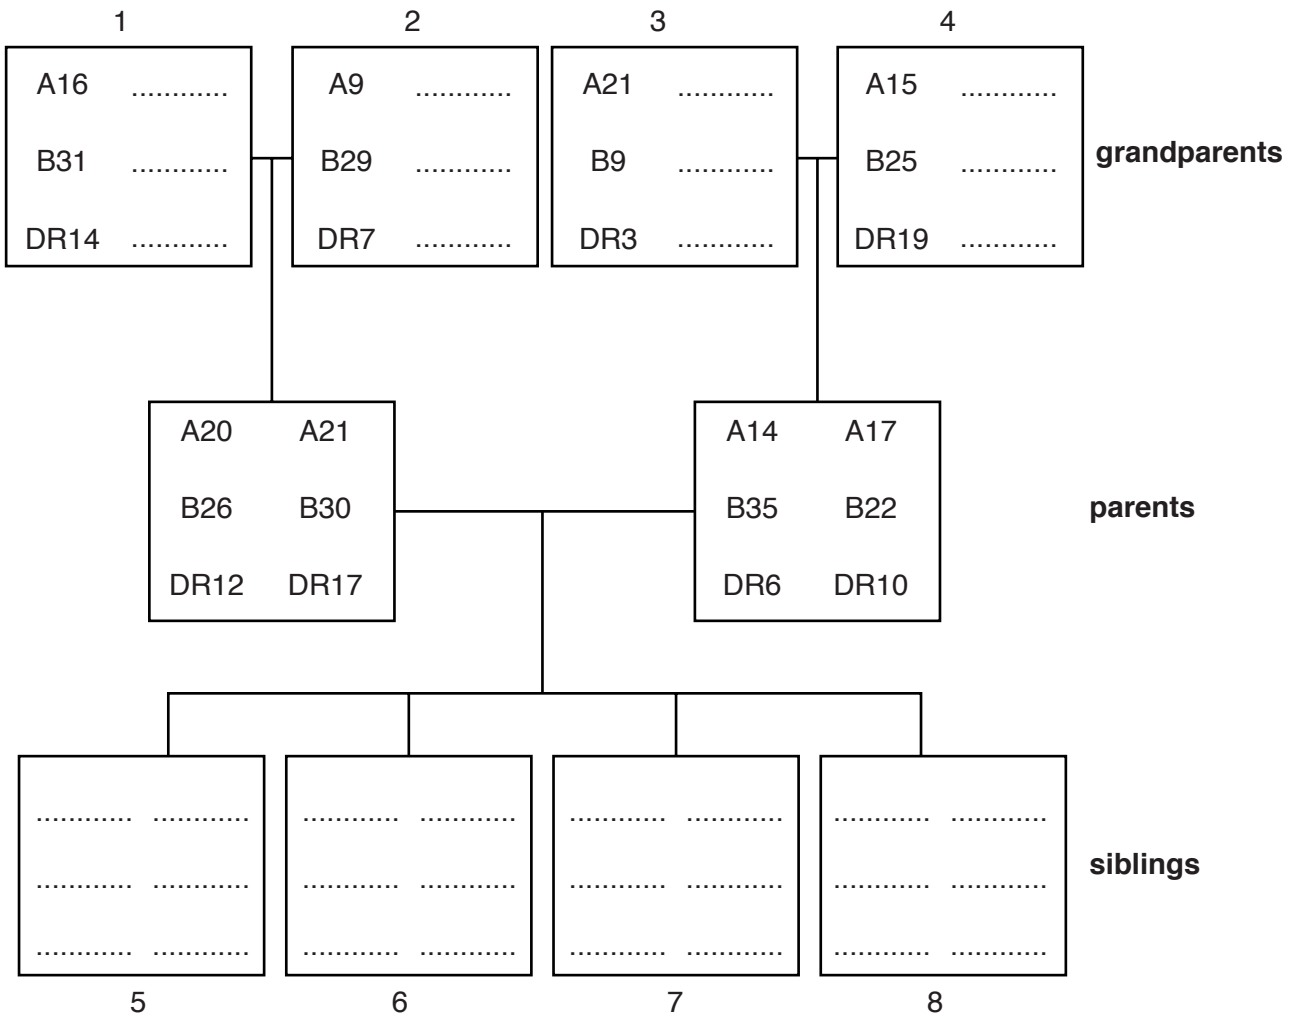 1 2 3 4
A16 ............ A9 ............ A21 ............ A15 ............
B31 ............ B29 ............ B9 ............ B25 ............
grandparents
DR14 ............ DR7 ............ DR3 ............ DR19 ............
A20 A21 A14 A17
B26 B30 B35 B22
parents
DR12 DR17 DR6 DR10
............ ............ ............ ............ ............ ............ ............ ............
............ ............ ............ ............ ............ ............ ............ ............
siblings
............ ............ ............ ............ ............ ............ ............ ............
5 6 7 8